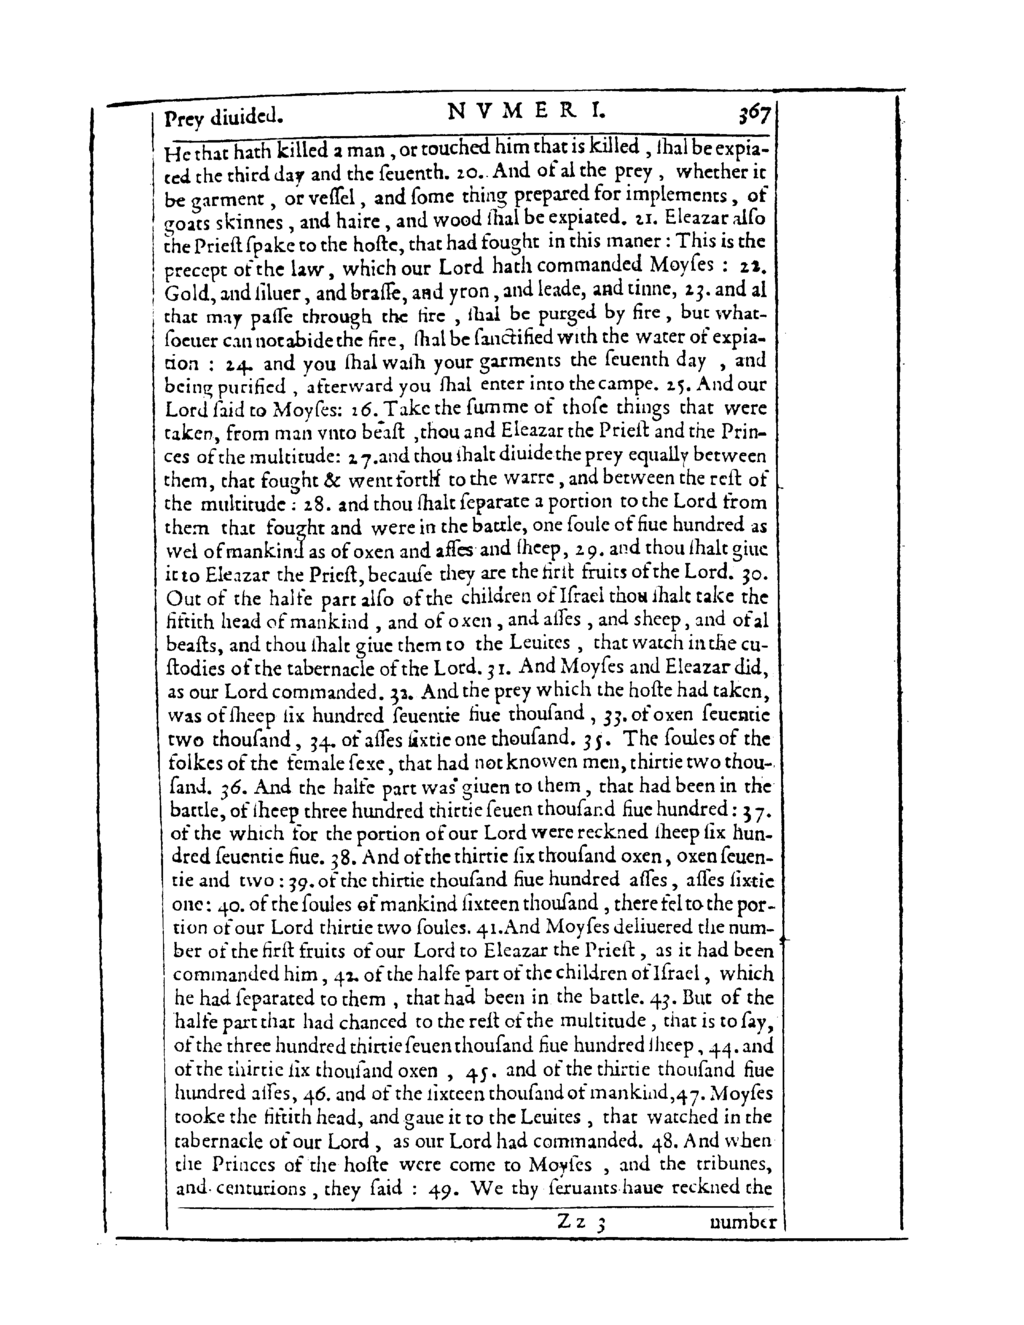 Prey diuided. N V M E R I. 367
He that hath killed a man , or touched him that is killed , ſhal be expia-
ted the third day and the ſeuenth. 20. And of al the prey , whether it
be garment , or veſſel , and ſome thing prepared for implements , of
goats skinnes , and haire , and wood ſhal be expiated. 21. Eleazar alſo
the Prieſt ſpake to the hoſte, that had fought in this maner : This is the
precept of the law , which our Lord hath commanded Moyſes : 22.
Gold, and ſiluer , and braſſe, and yron , and leade, and tinne, 23. and al
that may paſſe through the fire , ſhal be purged by fire , but what-
ſoeuer can not abide the fire, ſhal be ſanctified with the water of expia-
tion : 24. and you ſhal waſh your garments the ſeuenth day , and
being purified , afterward you ſhal enter into the campe. 25. And our
Lord ſaid to Moyſes: 26. Take the ſumme of thoſe things that were
taken, from man vnto beaſt ,thou and Eleazar the Prieſt and the Prin-
ces of the multitude: 27.and thou ſhalt diuide the prey equally between
them, that fought & went forth to the warre , and between the reſt of
the multitude : 28. and thou ſhalt ſeparate a portion to the Lord from
them that fought and were in the battle, one ſoule of fiue hundred as
wel of mankind as of oxen and aſſes and ſheep, 29. and thou ſhalt giue
it to Eleazar the Prieſt, becauſe they are the firſt fruits of the Lord. 30.
Out of the halfe part alſo of the children of Iſrael thou ſhalt take the
fiftith head of mankind , and of oxen , and aſſes , and sheep, and of al
beaſts, and thou ſhalt giue them to the Leuites , that watch in the cu-
ſtodies of the tabernacle of the Lord. 31. And Moyſes and Eleazar did,
as our Lord commanded. 32. And the prey which the hoſte had taken,
was of ſheep ſix hundred ſeuentie fiue thouſand , 33. of oxen ſeuentie
two thouſand , 34. of aſſes ſixtie one thouſand. 35. The ſoules of the
folkes of the female ſexe, that had not knowen men, thirtie two thou-
ſand. 36. And the halfe part was giuen to them , that had been in the
battle, of ſheep three hundred thirtie ſeuen thouſand fiue hundred : 37.
of the which for the portion of our Lord were reckned ſheep ſix hun-
dred ſeuentie fiue. 38. And of the thirtie ſix thouſand oxen , oxen ſeuen-
tie and two : 39. of the thirtie thouſand fiue hundred aſſes , aſſes ſixtie
one: 40. of the ſoules of mankind ſixteen thouſand , there fel to the por-
tion of our Lord thirtie two ſoules. 41.And Moyſes deliuered the num-
ber of the firſt fruits of our Lord to Eleazar the Prieſt , as it had been
commanded him , 42. of the halfe part of the children of Iſrael , which
he had ſeparated to them , that had been in the battle. 43. But of the
halfe part that had chanced to the reſt of the multitude , that is to ſay,
of the three hundred thirtie ſeuen thouſand fiue hundred ſheep , 44. and
of the thirtie ſix thouſand oxen , 45. and of the thirtie thouſand fiue
hundred aſſes, 46. and of the ſixteen thouſand of mankind,47. Moyſes
tooke the fiftith head, and gaue it to the Leuites , that watched in the
tabernacle of our Lord , as our Lord had commanded. 48. And when
the Princes of the hoſte were come to Moyſes , and the tribunes,
and centurions , they ſaid : 49. We thy ſeruants haue reckned the
Z z 3 number